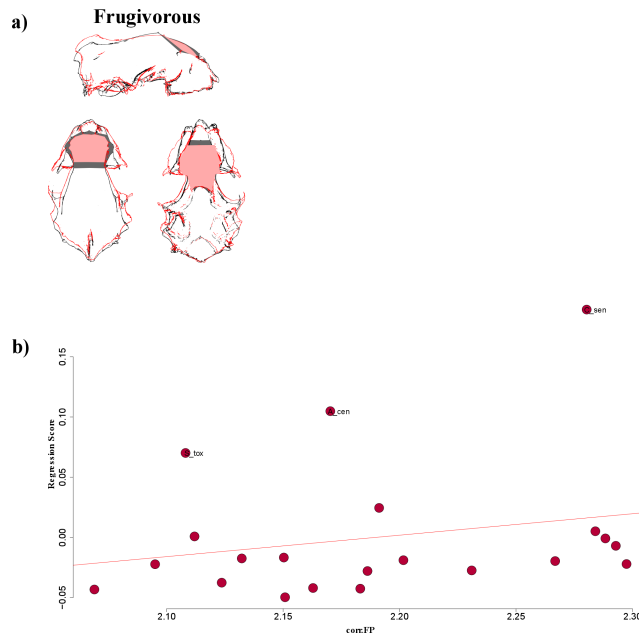 Frugivorous
a)
_sen
b)
0.15
_cen
0.10
_tox
Regression Score
0.05
0.00
−0.05
2.10 2.15 2.20 2.25 2.30
corr.FP